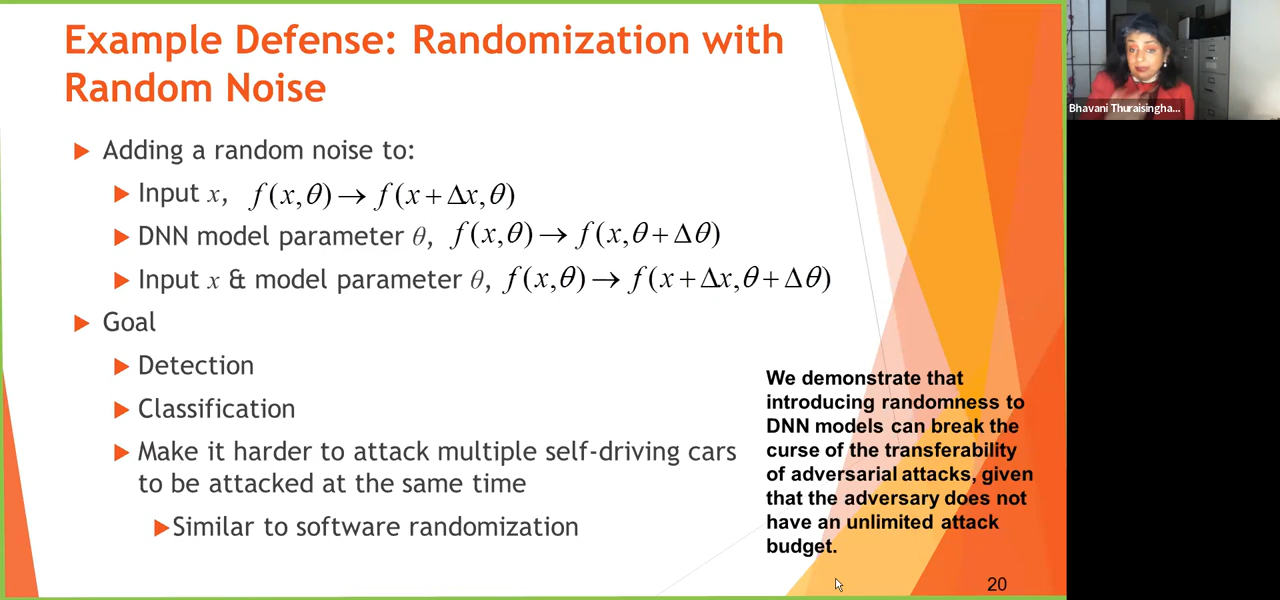 Example Defense: Randomization with
Random Noise
Adding a random noise to:
Input x, f(x,θ) → f(x + Δx,θ)
DNN model parameter θ, f(x,θ) → f(x,θ + Δθ)
Input x & model parameter θ, f(x,θ) → f(x + Δx,θ + Δθ)
Goal
Detection
Classification
Make it harder to attack multiple self-driving cars
to be attacked at the same time
Similar to software randomization
We demonstrate that
introducing randomness to
DNN models can break the
curse of the transferability
of adversarial attacks, given
that the adversary does not
have an unlimited attack
budget.
20
Bhavani Thuraisingha...